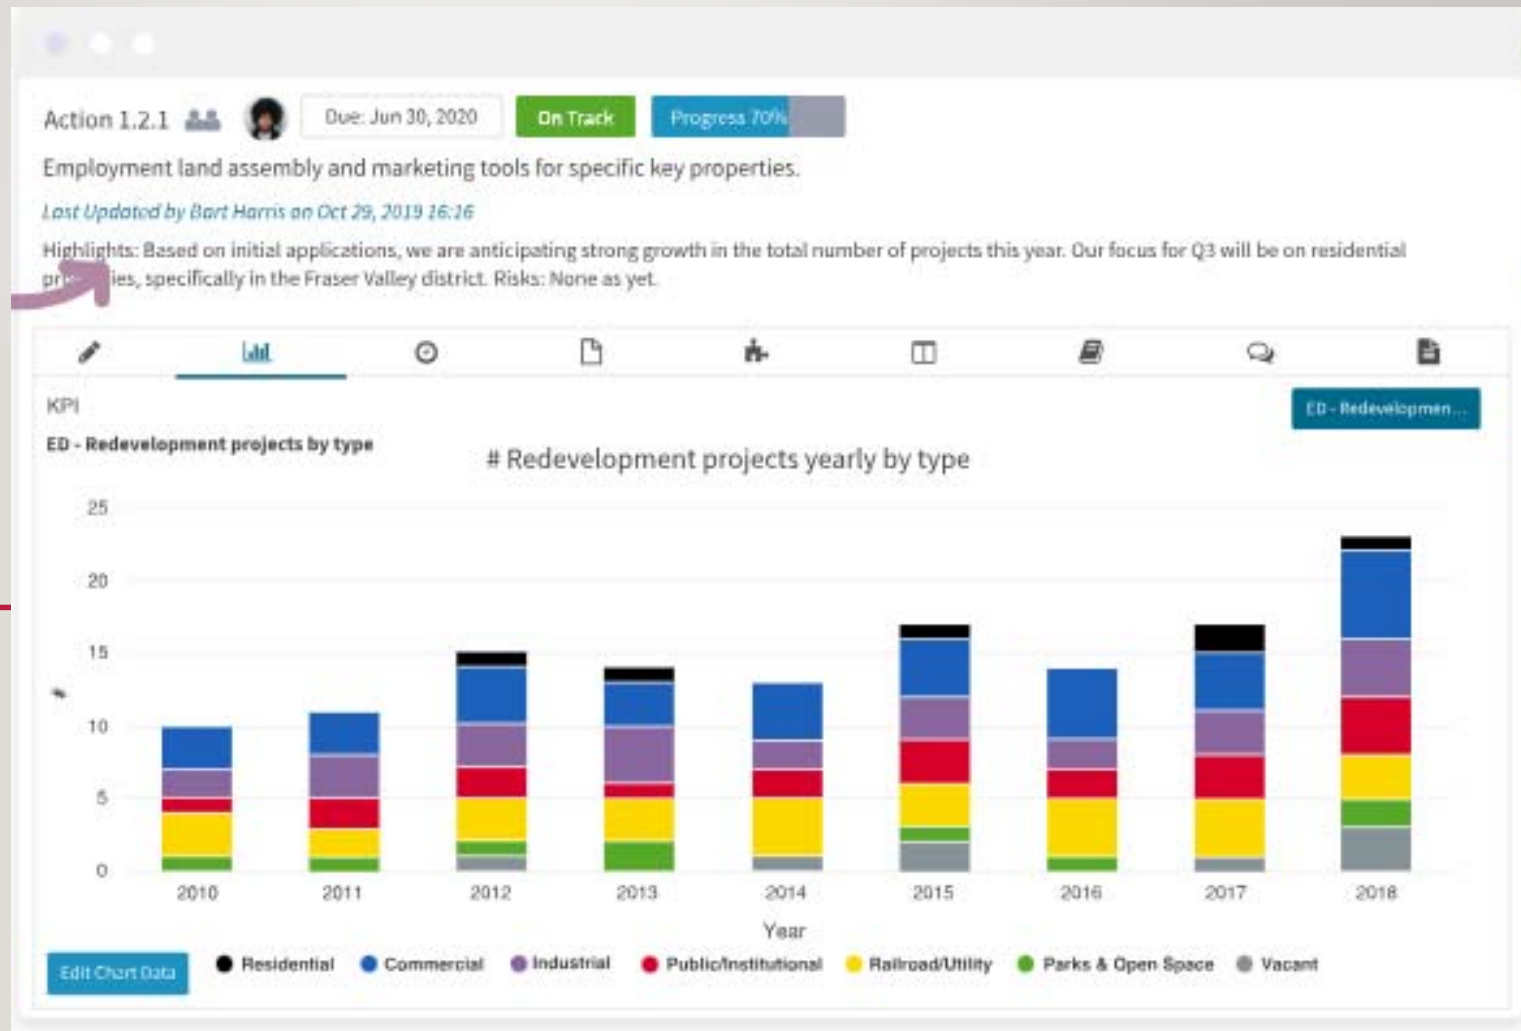 Action 1.2.1 Due: Jun 30, 2020 On Track Progress 70%
Employment land assembly and marketing tools for specific key properties.
Last Updated by Bart Harris on Oct 29, 2019 16:16
Highlights: Based on initial applications, we are anticipating strong growth in the total number of projects this year. Our focus for Q3 will be on residential
specifically in the Fraser Valley district. Risks: None as yet.
KPI
ED - Redevelopmen...
ED - Redevelopment projects by type
# Redevelopment projects yearly by type
25
20
15
10
5
0
#
2010 2011 2012 2013 2014 2015 2016 2017 2018
Year
Edit Chart Data
Residential Commercial Industrial Public/Institutional Railroad/Utility Parks & Open Space Vacant